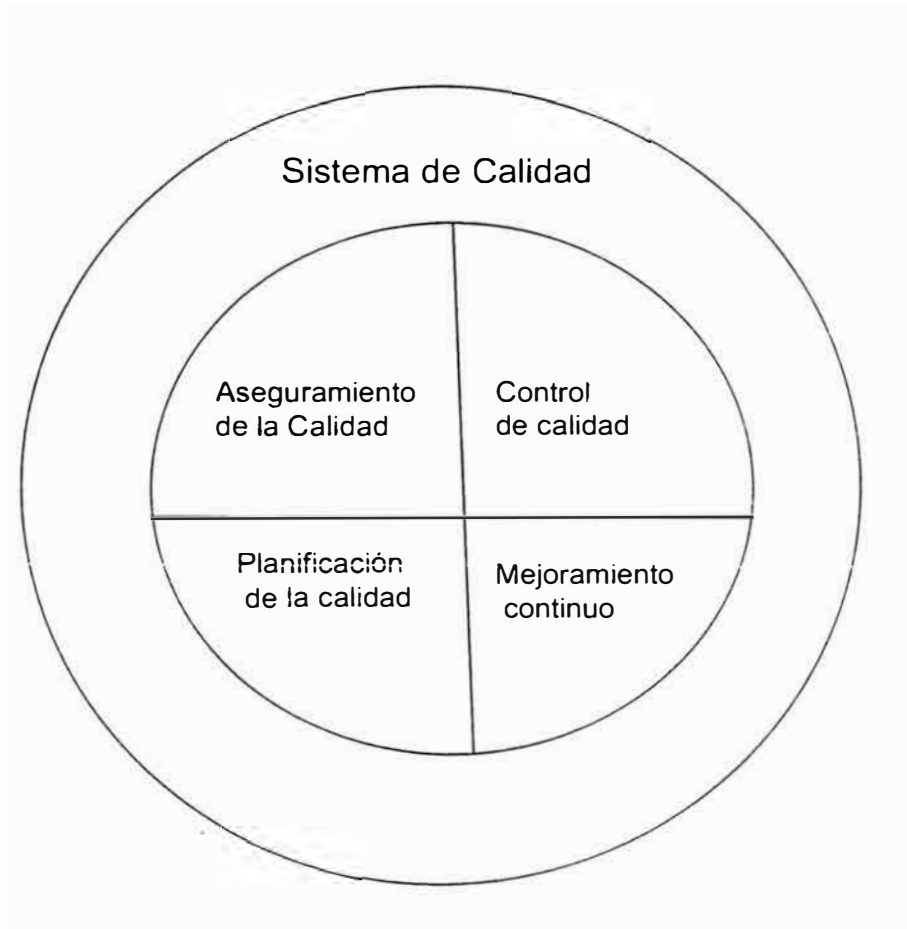 Sistema de Calidad
Aseguramiento
de la Calidad
Control
de calidad
Planificación
de la calidad
Mejoramiento
continuo